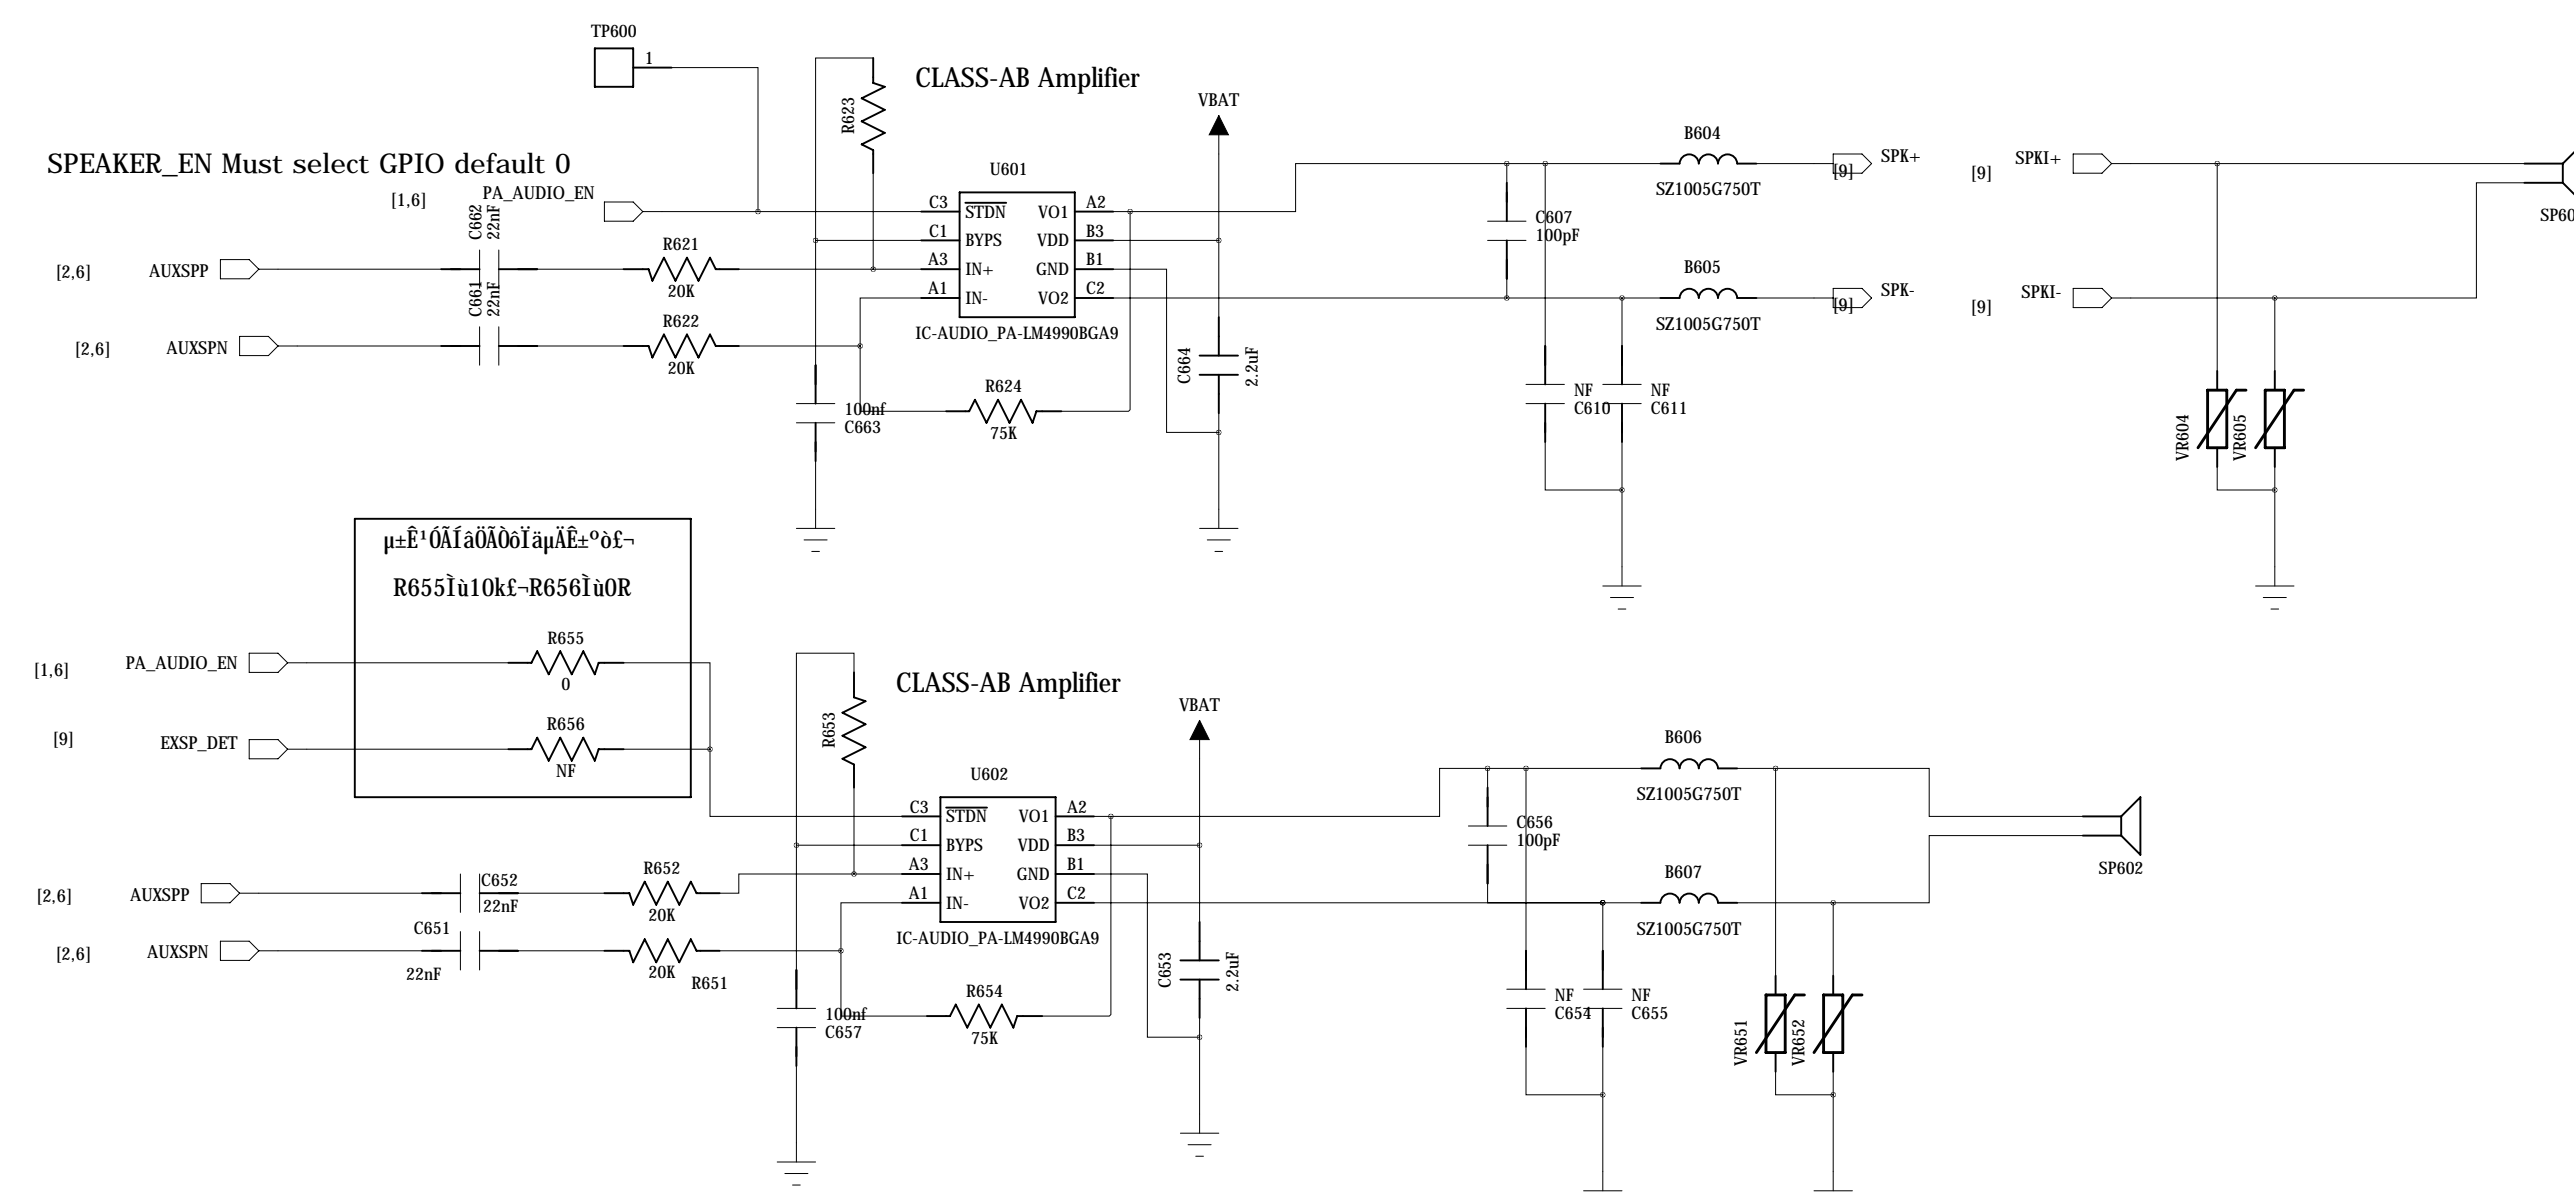 TP600
1
CLASS-AB Amplifier
VBAT
R623
B604
SPEAKER_EN Must select GPIO default 0
U601
SZ1005G750T
[9]
SPK+
[9]
SPKI+
[1,6]
PA_AUDIO_EN
C3
STDN
VO1
A2
C662
22nF
C1
BYPS
VDD
B3
C607
100pF
SP60
[2,6]
AUXSPP
R621
20K
A3
IN+
GND
B1
B605
C661
22nF
A1
IN-
VO2
C2
SZ1005G750T
[9]
SPK-
[9]
SPKI-
[2,6]
AUXSPN
R622
20K
IC-AUDIO_PA-LM4990BGA9
C664
2.2uF
R624
75K
100nf
C663
NF
C610
NF
C611
VR604
VR605
µ±Ê¹ÓÃÍâÖÃÒôÏäµÄÊ±ºò£¬
R655Ìù10k£¬R656Ìù0R
[1,6]
PA_AUDIO_EN
R655
0
[9]
EXSP_DET
R656
NF
CLASS-AB Amplifier
VBAT
R653
B606
U602
SZ1005G750T
C3
STDN
VO1
A2
C656
100pF
C1
BYPS
VDD
B3
SP602
[2,6]
AUXSPP
C652
22nF
R652
20K
A3
IN+
GND
B1
B607
A1
IN-
VO2
C2
SZ1005G750T
[2,6]
AUXSPN
C651
22nF
20K
R651
IC-AUDIO_PA-LM4990BGA9
C653
2.2uF
R654
75K
100nf
C657
NF
C654
NF
C655
VR651
VR652